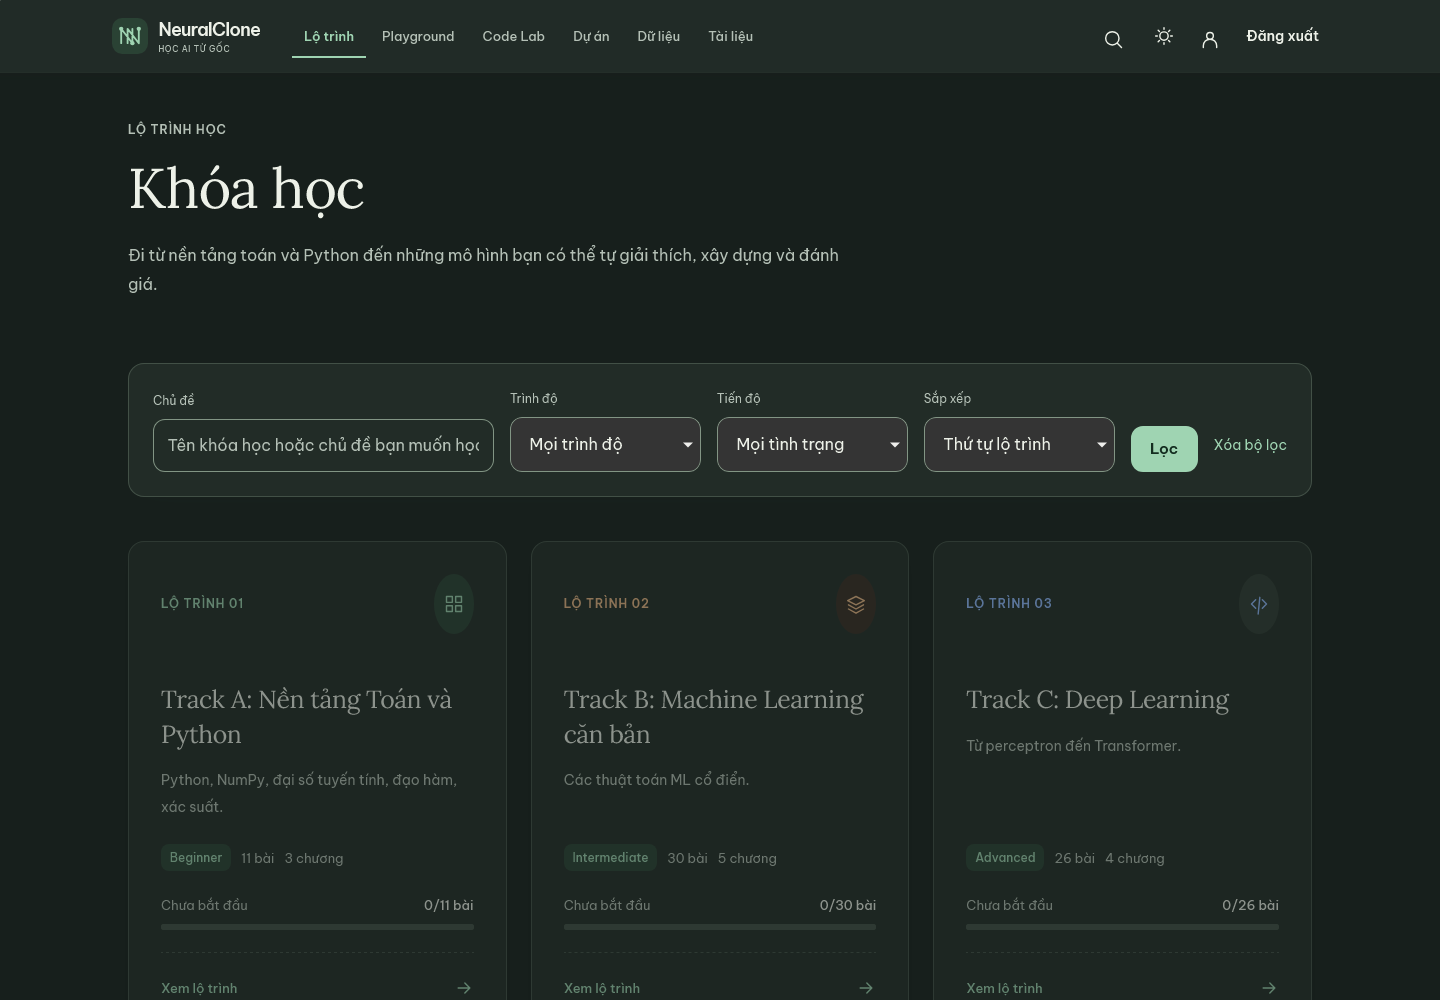 NeuralClone
HỌC AI TỪ GỐC
Lộ trình
Playground
Code Lab
Dự án
Dữ liệu
Tài liệu
Đăng xuất
LỘ TRÌNH HỌC
Khóa học
Đi từ nền tảng toán và Python đến những mô hình bạn có thể tự giải thích, xây dựng và đánh
giá.
Chủ đề
Trình độ
Tiến độ
Sắp xếp
Tên khóa học hoặc chủ đề bạn muốn học
Mọi trình độ
Mọi tình trạng
Thứ tự lộ trình
Lọc
Xóa bộ lọc
LỘ TRÌNH 01
Track A: Nền tảng Toán và
Python
Python, NumPy, đại số tuyến tính, đạo hàm,
xác suất.
Beginner 11 bài 3 chương
Chưa bắt đầu 0/11 bài
Xem lộ trình
LỘ TRÌNH 02
Track B: Machine Learning
căn bản
Các thuật toán ML cổ điển.
Intermediate 30 bài 5 chương
Chưa bắt đầu 0/30 bài
Xem lộ trình
LỘ TRÌNH 03
Track C: Deep Learning
Từ perceptron đến Transformer.
Advanced 26 bài 4 chương
Chưa bắt đầu 0/26 bài
Xem lộ trình